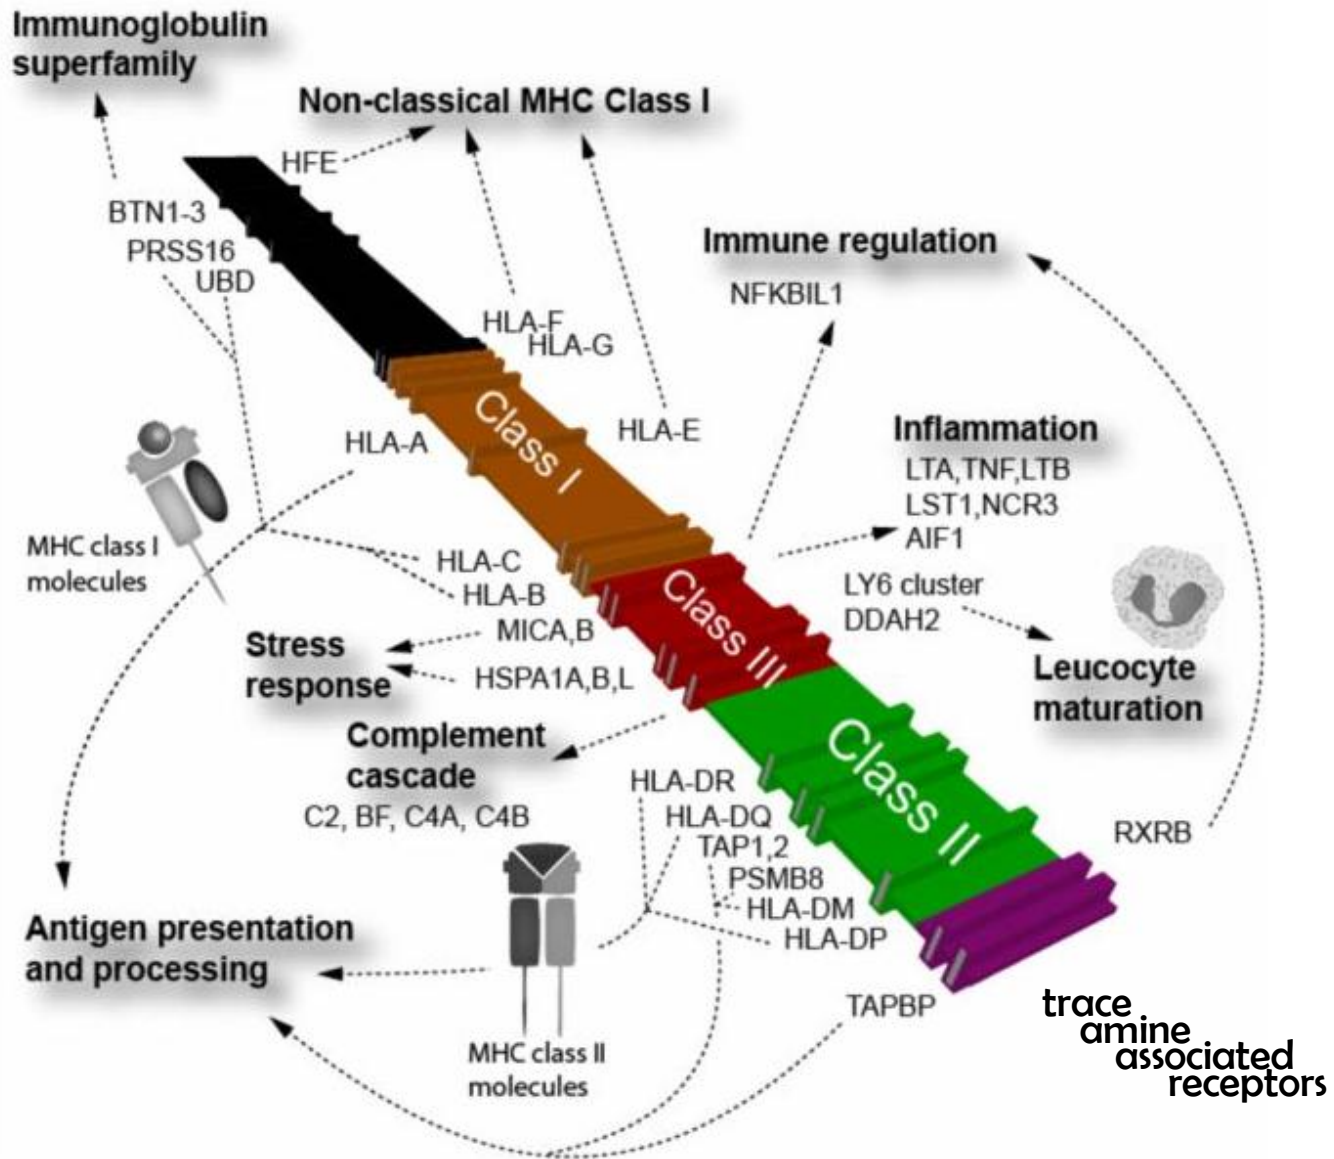 Immunoglobulin
superfamily
Non-classical MHC Class I
HFE
BTN1-3
PRSS16
UBD
Immune regulation
NFKBIL1
HLA-F
HLA-G
Class I
HLA-A
HLA-E
Inflammation
LTA,TNF,LTB
LST1,NCR3
AIF1
MHC class I
molecules
HLA-C
HLA-B
MICA,B
HSPA1A,B,L
Stress
response
Class III
LY6 cluster
DDAH2
Leucocyte
maturation
Complement
cascade
C2, BF, C4A, C4B
Class II
HLA-DR
HLA-DQ
TAP1,2
PSMB8
HLA-DM
HLA-DP
RXRB
Antigen presentation
and processing
MHC class II
molecules
TAPBP
trace
amine
associated
receptors